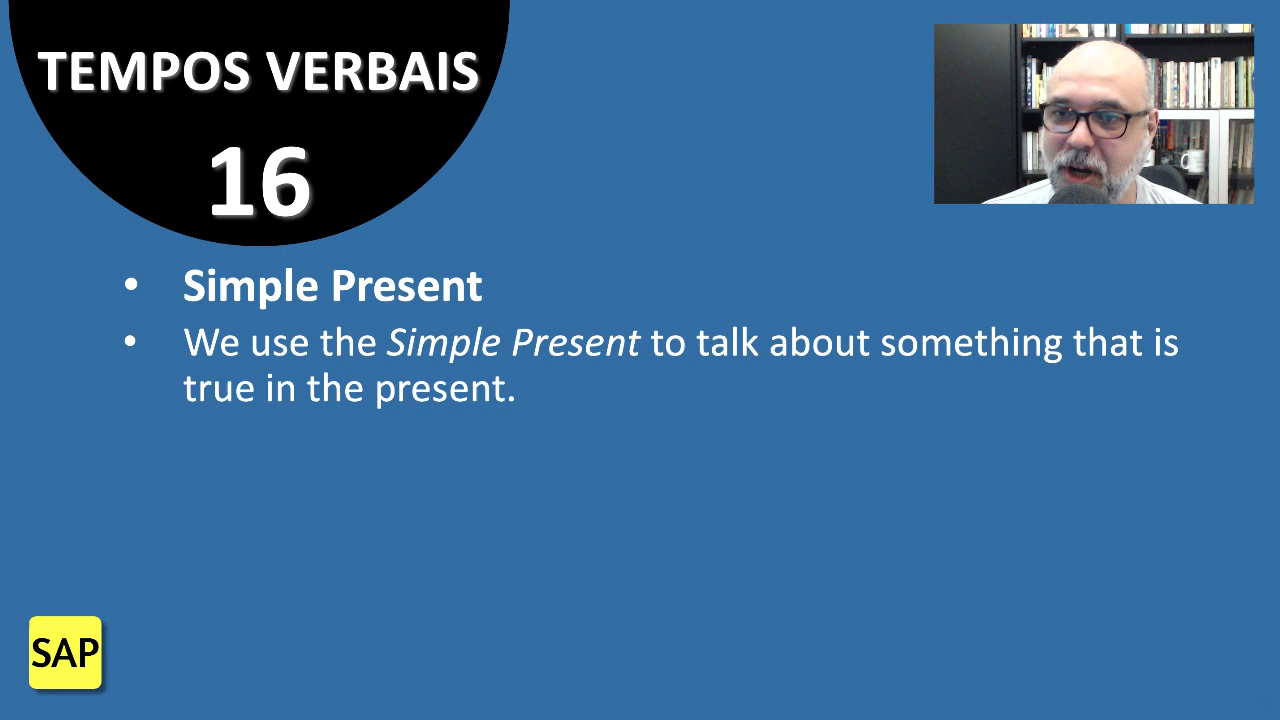 TEMPOS VERBAIS
16
• Simple Present
• We use the Simple Present to talk about something that is
true in the present.
SAP